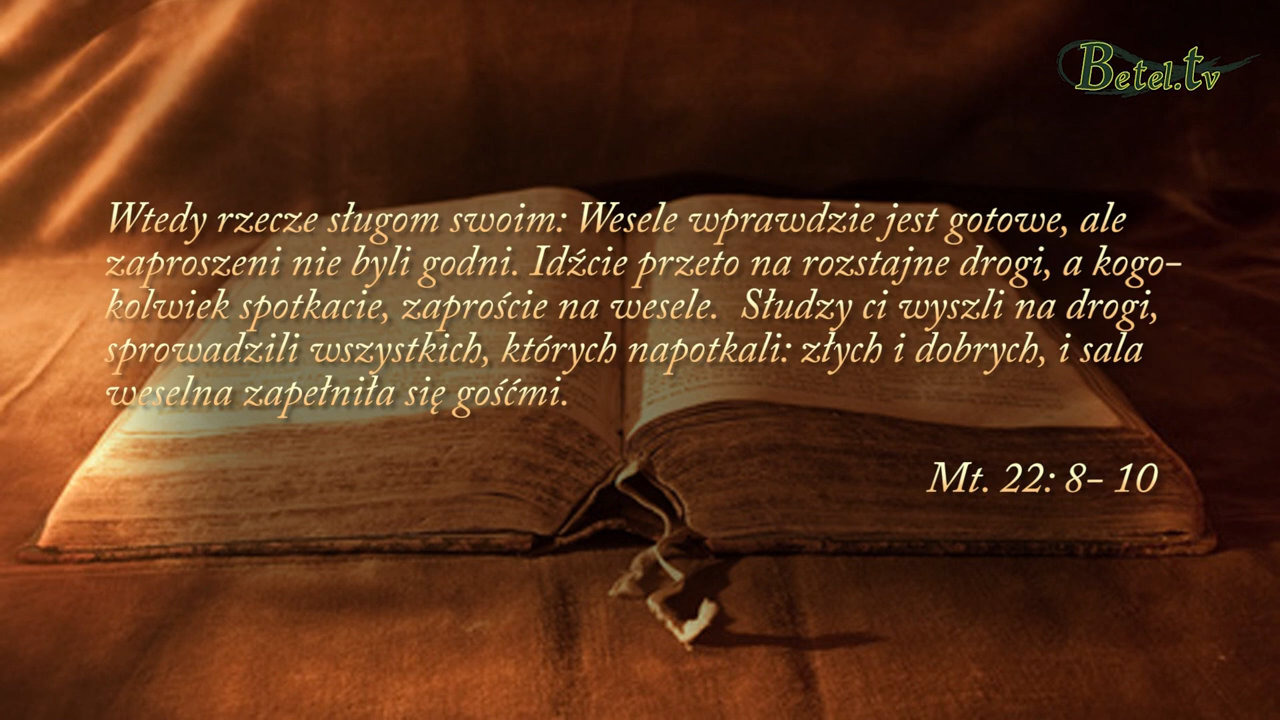 Betel.tv
Wtedy rzecze sługom swoim: Wesele wprawdzie jest gotowe, ale
zaproszeni nie byli godni. Idźcie przeto na rozstajne drogi, a kogo-
kolwiek spotkacie, zaproście na wesele.  Słudzy ci wyszli na drogi,
sprowadzili wszystkich, których napotkali: złych i dobrych, i sala
weselna zapełniła się gośćmi.
Mt. 22: 8- 10